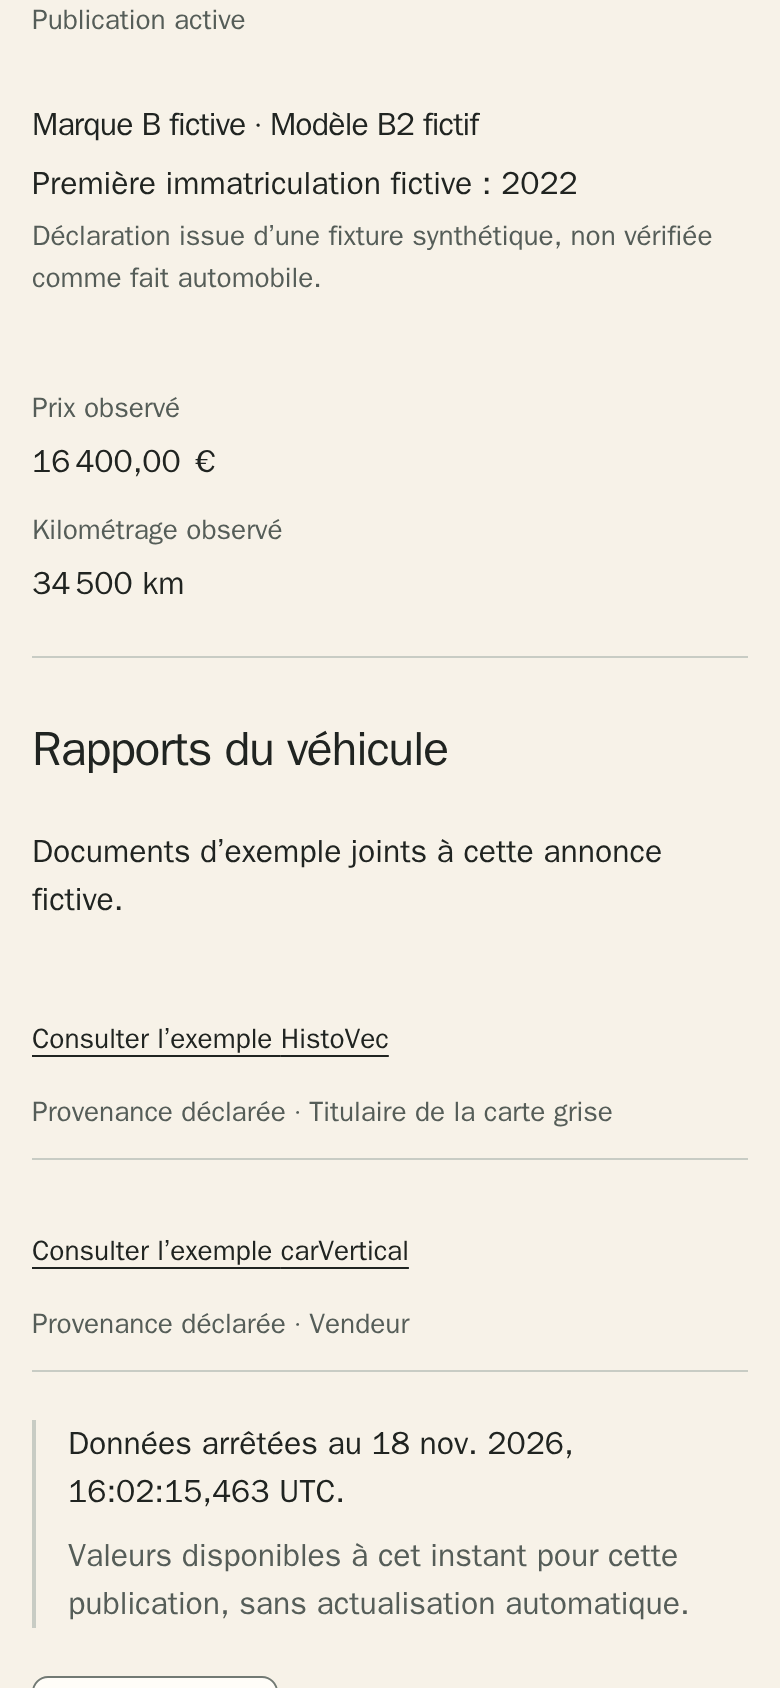 Publication active
Marque B fictive · Modèle B2 fictif
Première immatriculation fictive : 2022
Déclaration issue d’une fixture synthétique, non vérifiée
comme fait automobile.
Prix observé
16 400,00 €
Kilométrage observé
34 500 km
Rapports du véhicule
Documents d’exemple joints à cette annonce
fictive.
Consulter l’exemple HistoVec
Provenance déclarée · Titulaire de la carte grise
Consulter l’exemple carVertical
Provenance déclarée · Vendeur
Données arrêtées au 18 nov. 2026,
16:02:15,463 UTC.
Valeurs disponibles à cet instant pour cette
publication, sans actualisation automatique.